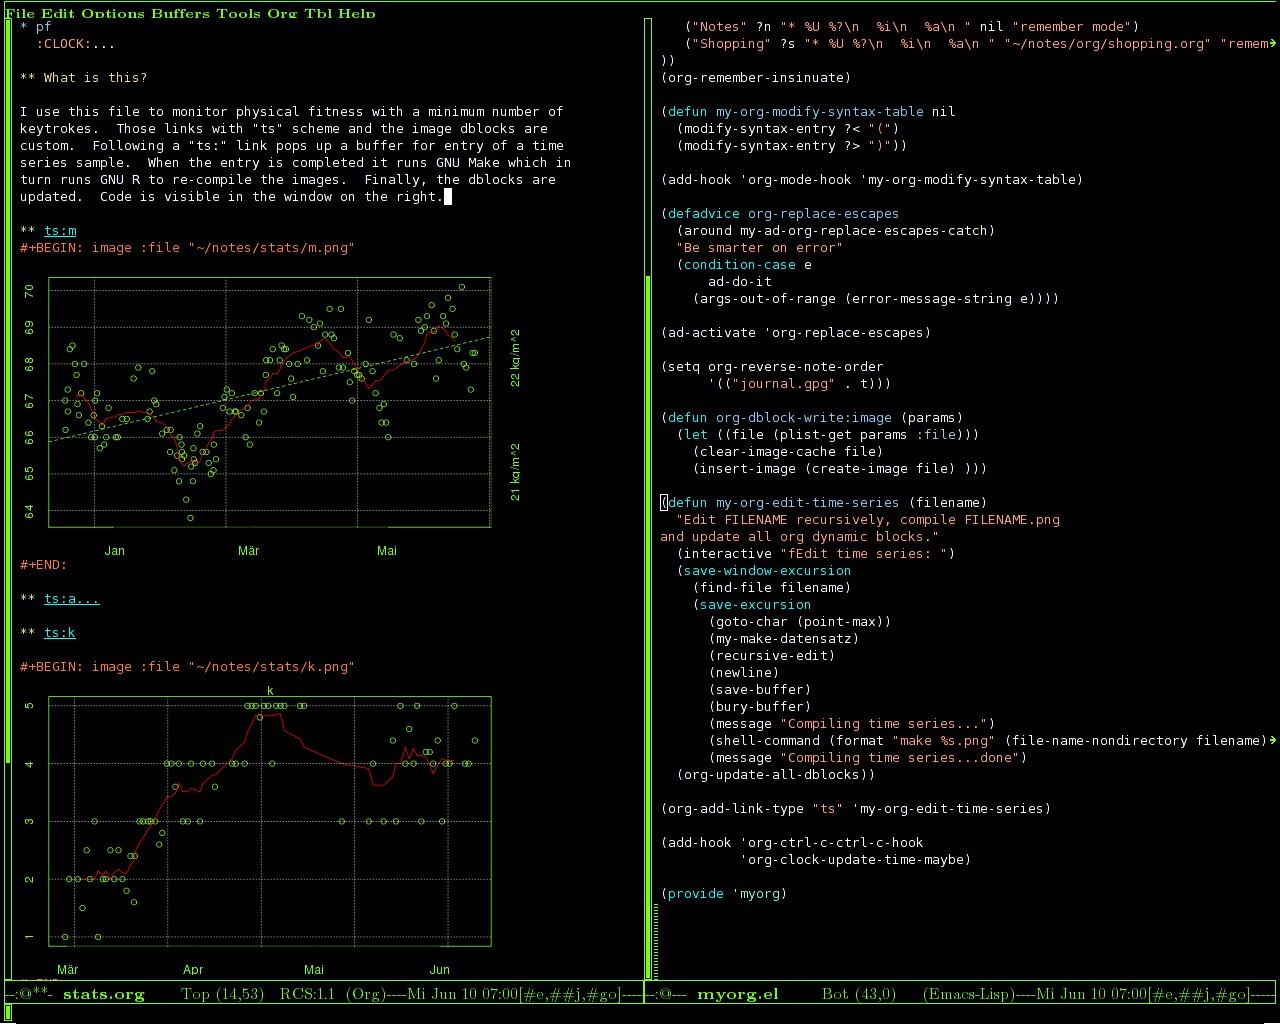 File Edit Options Buffers Tools Org Tbl Help
* pf
:CLOCK:...
** What is this?
I use this file to monitor physical fitness with a minimum number of
keytrokes.  Those links with "ts" scheme and the image dblocks are
custom.  Following a "ts:" link pops up a buffer for entry of a time
series sample.  When the entry is completed it runs GNU Make which in
turn runs GNU R to re-compile the images.  Finally, the dblocks are
updated.  Code is visible in the window on the right.
** ts:m
#+BEGIN: image :file "~/notes/stats/m.png"
70
69
68
67
66
65
64
22 kg/m^2
21 kg/m^2
Jan Mär Mai
#+END:
** ts:a...
** ts:k
#+BEGIN: image :file "~/notes/stats/k.png"
k
5
4
3
2
1
Mär Apr Mai Jun
--:@**-  stats.org      Top (14,53)   RCS:1.1  (Org)----Mi Jun 10 07:00[#e,##j,#go]-----
("Notes" ?n "* %U %?\n  %i\n  %a\n " nil "remember mode")
("Shopping" ?s "* %U %?\n  %i\n  %a\n " "~/notes/org/shopping.org" "remem
))
(org-remember-insinuate)
(defun my-org-modify-syntax-table nil
(modify-syntax-entry ?< "(")
(modify-syntax-entry ?> ")"))
(add-hook 'org-mode-hook 'my-org-modify-syntax-table)
(defadvice org-replace-escapes
(around my-ad-org-replace-escapes-catch)
"Be smarter on error"
(condition-case e
ad-do-it
(args-out-of-range (error-message-string e))))
(ad-activate 'org-replace-escapes)
(setq org-reverse-note-order
'(("journal.gpg" . t)))
(defun org-dblock-write:image (params)
(let ((file (plist-get params :file)))
(clear-image-cache file)
(insert-image (create-image file) )))
(defun my-org-edit-time-series (filename)
"Edit FILENAME recursively, compile FILENAME.png
and update all org dynamic blocks."
(interactive "fEdit time series: ")
(save-window-excursion
(find-file filename)
(save-excursion
(goto-char (point-max))
(my-make-datensatz)
(recursive-edit)
(newline)
(save-buffer)
(bury-buffer)
(message "Compiling time series...")
(shell-command (format "make %s.png" (file-name-nondirectory filename)
(message "Compiling time series...done")
(org-update-all-dblocks))
(org-add-link-type "ts" 'my-org-edit-time-series)
(add-hook 'org-ctrl-c-ctrl-c-hook
'org-clock-update-time-maybe)
(provide 'myorg)
--:@---  myorg.el      Bot (43,0)     (Emacs-Lisp)----Mi Jun 10 07:00[#e,##j,#go]-----